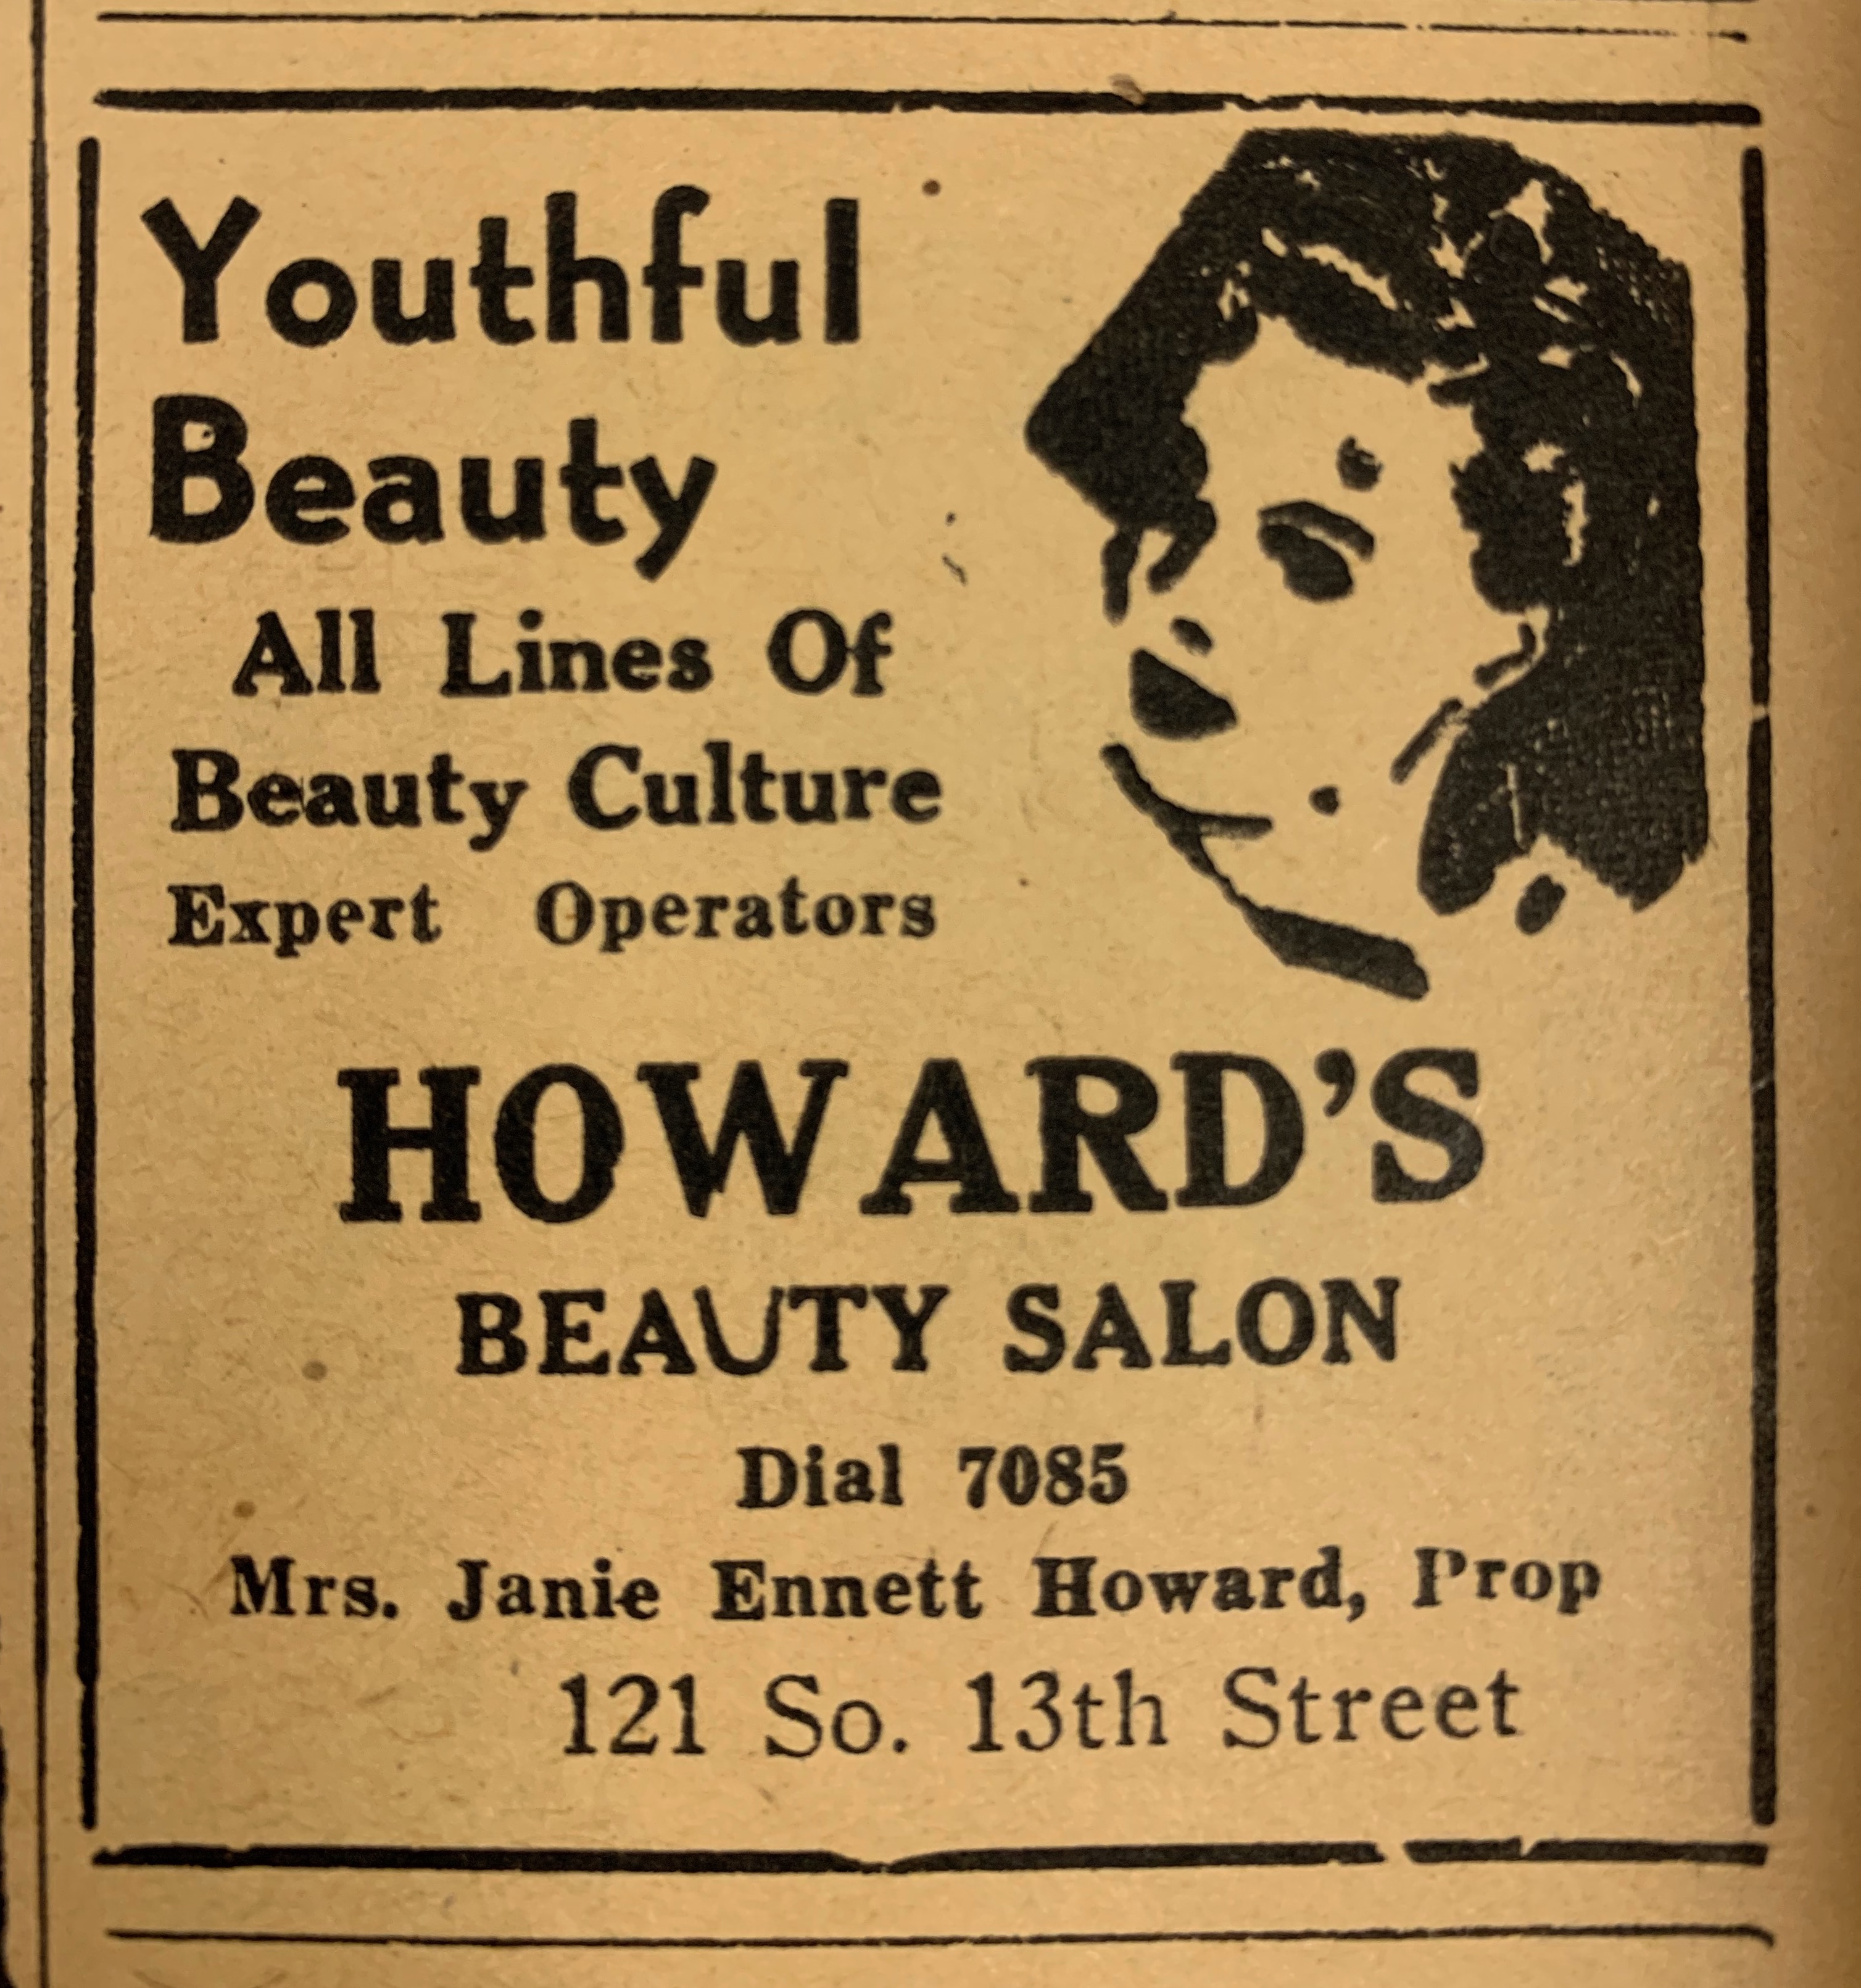 Youthful
Beauty
All Lines Of
Beauty Culture
Expert Operators
HOWARD'S
BEAUTY SALON
Dial 7085
Mrs. Janie Ennett Howard, Prop
121 So. 13th Street